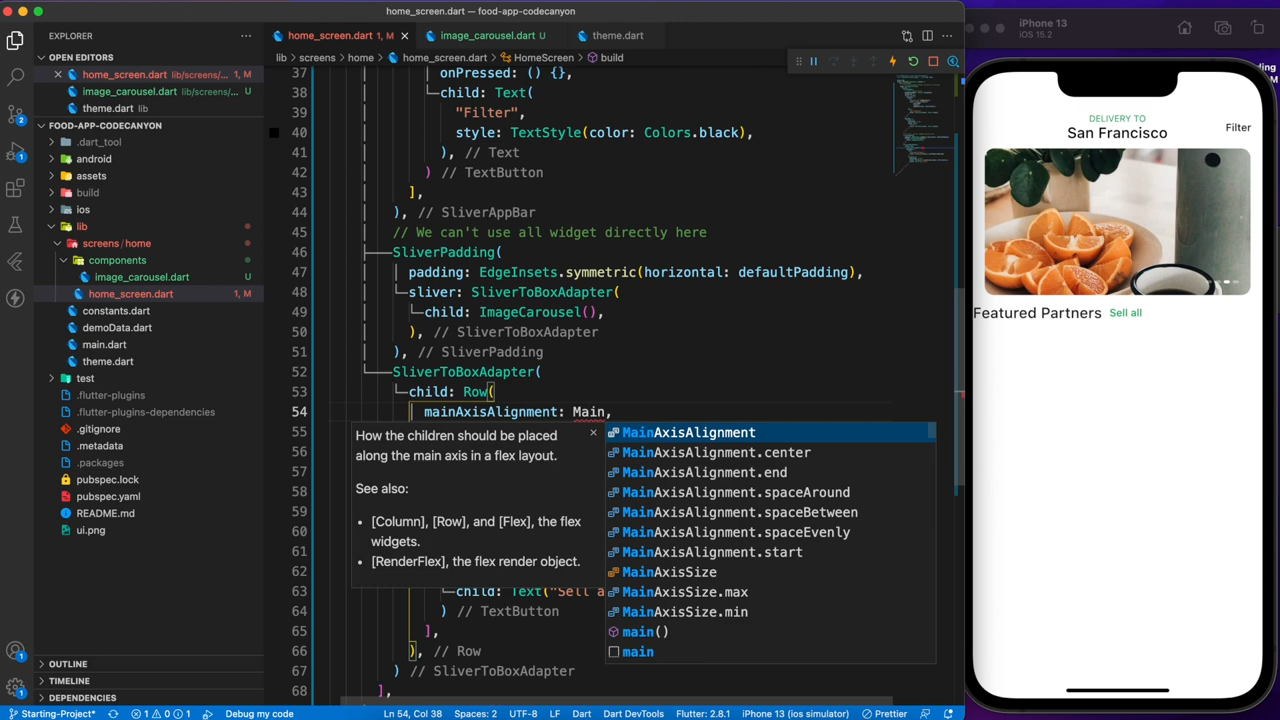 home_screen.dart — food-app-codecanyon
EXPLORER
OPEN EDITORS
home_screen.dart lib/screens/... 1, M
image_carousel.dart lib/screens/... U
theme.dart lib
FOOD-APP-CODECANYON
.dart_tool
android
assets
build
ios
lib
screens/home
components
image_carousel.dart U
home_screen.dart 1, M
constants.dart
demoData.dart
main.dart
theme.dart
test
.flutter-plugins
.flutter-plugins-dependencies
.gitignore
.metadata
.packages
pubspec.lock
pubspec.yaml
README.md
ui.png
OUTLINE
TIMELINE
DEPENDENCIES
home_screen.dart 1, M
image_carousel.dart U
theme.dart
lib > screens > home > home_screen.dart > HomeScreen > build
37 onPressed: () {},
38 child: Text(
39 "Filter",
40 style: TextStyle(color: Colors.black),
41 ), // Text
42 ) // TextButton
43 ],
44 ), // SliverAppBar
45 // We can't use all widget directly here
46 SliverPadding(
47 padding: EdgeInsets.symmetric(horizontal: defaultPadding),
48 sliver: SliverToBoxAdapter(
49 child: ImageCarousel(),
50 ), // SliverToBoxAdapter
51 ), // SliverPadding
52 SliverToBoxAdapter(
53 child: Row(
54 mainAxisAlignment: Main,
55
56
57
58
59
60
61
62
63 child: Text("Sell a
64 ) // TextButton
65 ],
66 ), // Row
67 ) // SliverToBoxAdapter
68 ],
How the children should be placed
along the main axis in a flex layout.
See also:
• [Column], [Row], and [Flex], the flex
widgets.
• [RenderFlex], the flex render object.
MainAxisAlignment
MainAxisAlignment.center
MainAxisAlignment.end
MainAxisAlignment.spaceAround
MainAxisAlignment.spaceBetween
MainAxisAlignment.spaceEvenly
MainAxisAlignment.start
MainAxisSize
MainAxisSize.max
MainAxisSize.min
main()
main
iPhone 13
iOS 15.2
DELIVERY TO
San Francisco
Filter
Featured Partners Sell all
Starting-Project* 1 0 1 Debug my code Ln 54, Col 38 Spaces: 2 UTF-8 LF Dart Dart DevTools Flutter: 2.8.1 iPhone 13 (ios simulator) Prettier